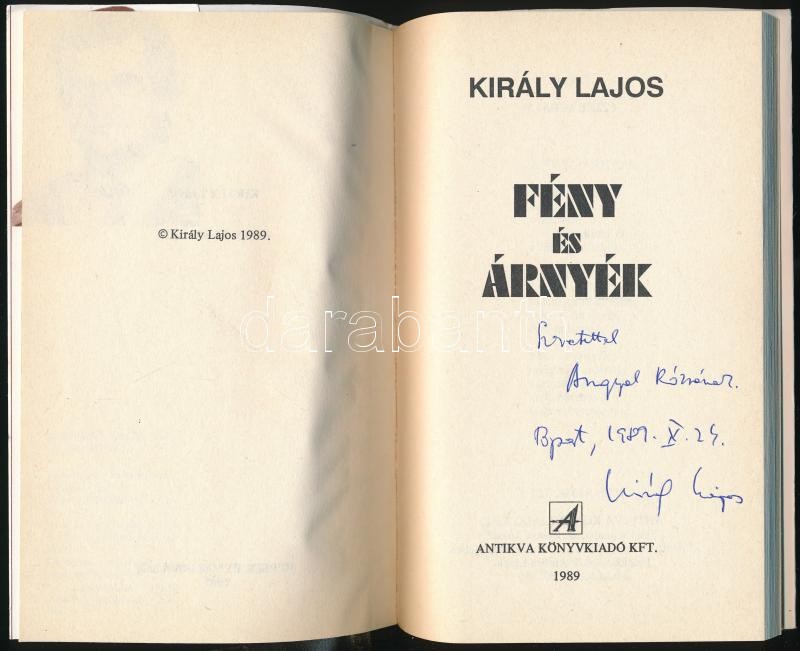 © Király Lajos 1989.
KIRÁLY LAJOS
FÉNY
ÉS
ÁRNYÉK
darabanth
Szeretettel
Angyal Rózsának.
Bpest, 1989. X. 24.
Király Lajos
A
ANTIKVA KÖNYVKIADÓ KFT.
1989